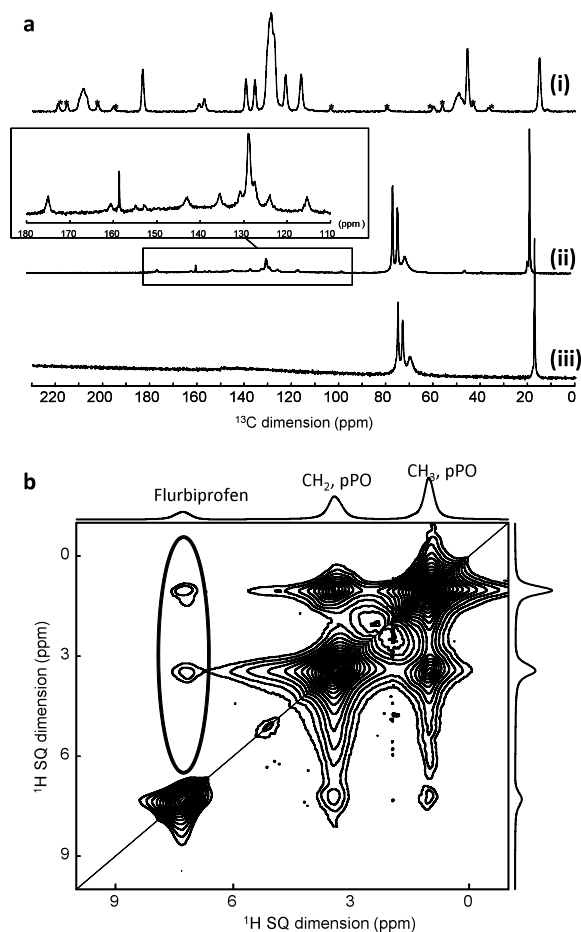 a
(i)
180 170 160 150 140 130 120 110
(ppm)
(ii)
(iii)
220 200 180 160 140 120 100 80 60 40 20 0
13C dimension (ppm)
b
Flurbiprofen
CH2, pPO
CH3, pPO
0
3
6
9
1H SQ dimension (ppm)
9 6 3 0
1H SQ dimension (ppm)